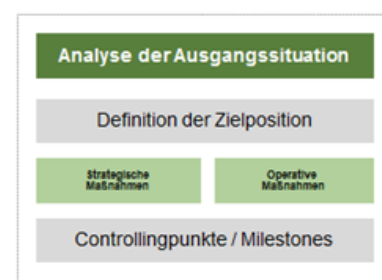 Analyse der Ausgangssituation
Definition der Zielposition
Strategische
Maßnahmen
Operative
Maßnahmen
Controllingpunkte / Milestones